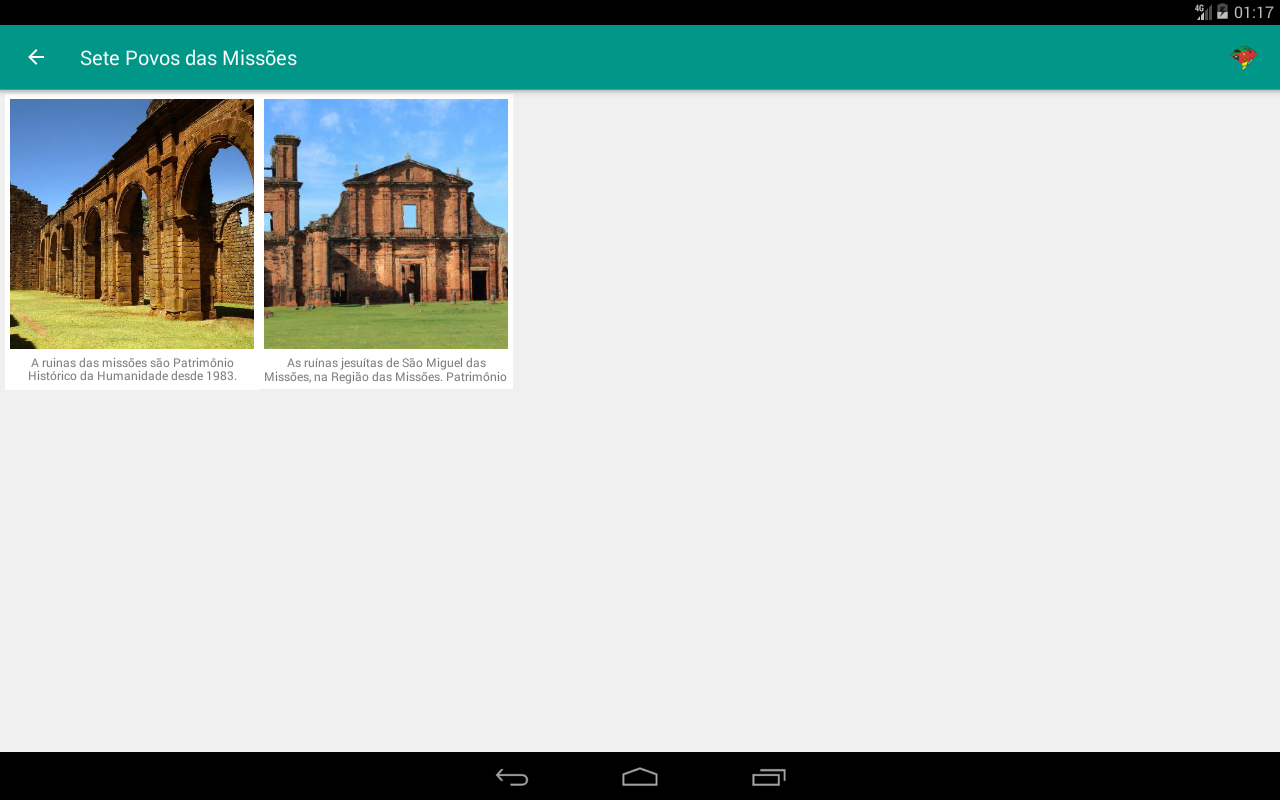 4G 01:17
Sete Povos das Missões
A ruinas das missões são Patrimônio
Histórico da Humanidade desde 1983.
As ruínas jesuítas de São Miguel das
Missões, na Região das Missões. Patrimônio